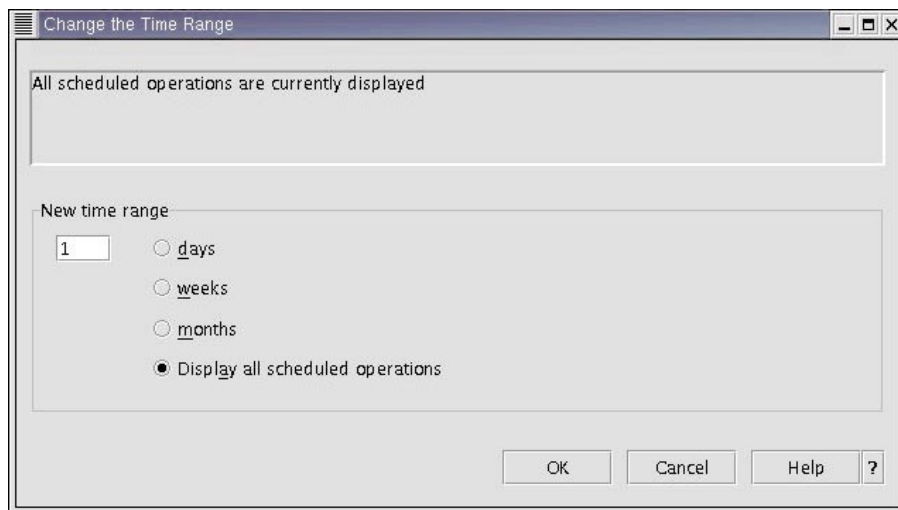 Change the Time Range
All scheduled operations are currently displayed
New time range
1
days
weeks
months
Display all scheduled operations
OK
Cancel
Help
?